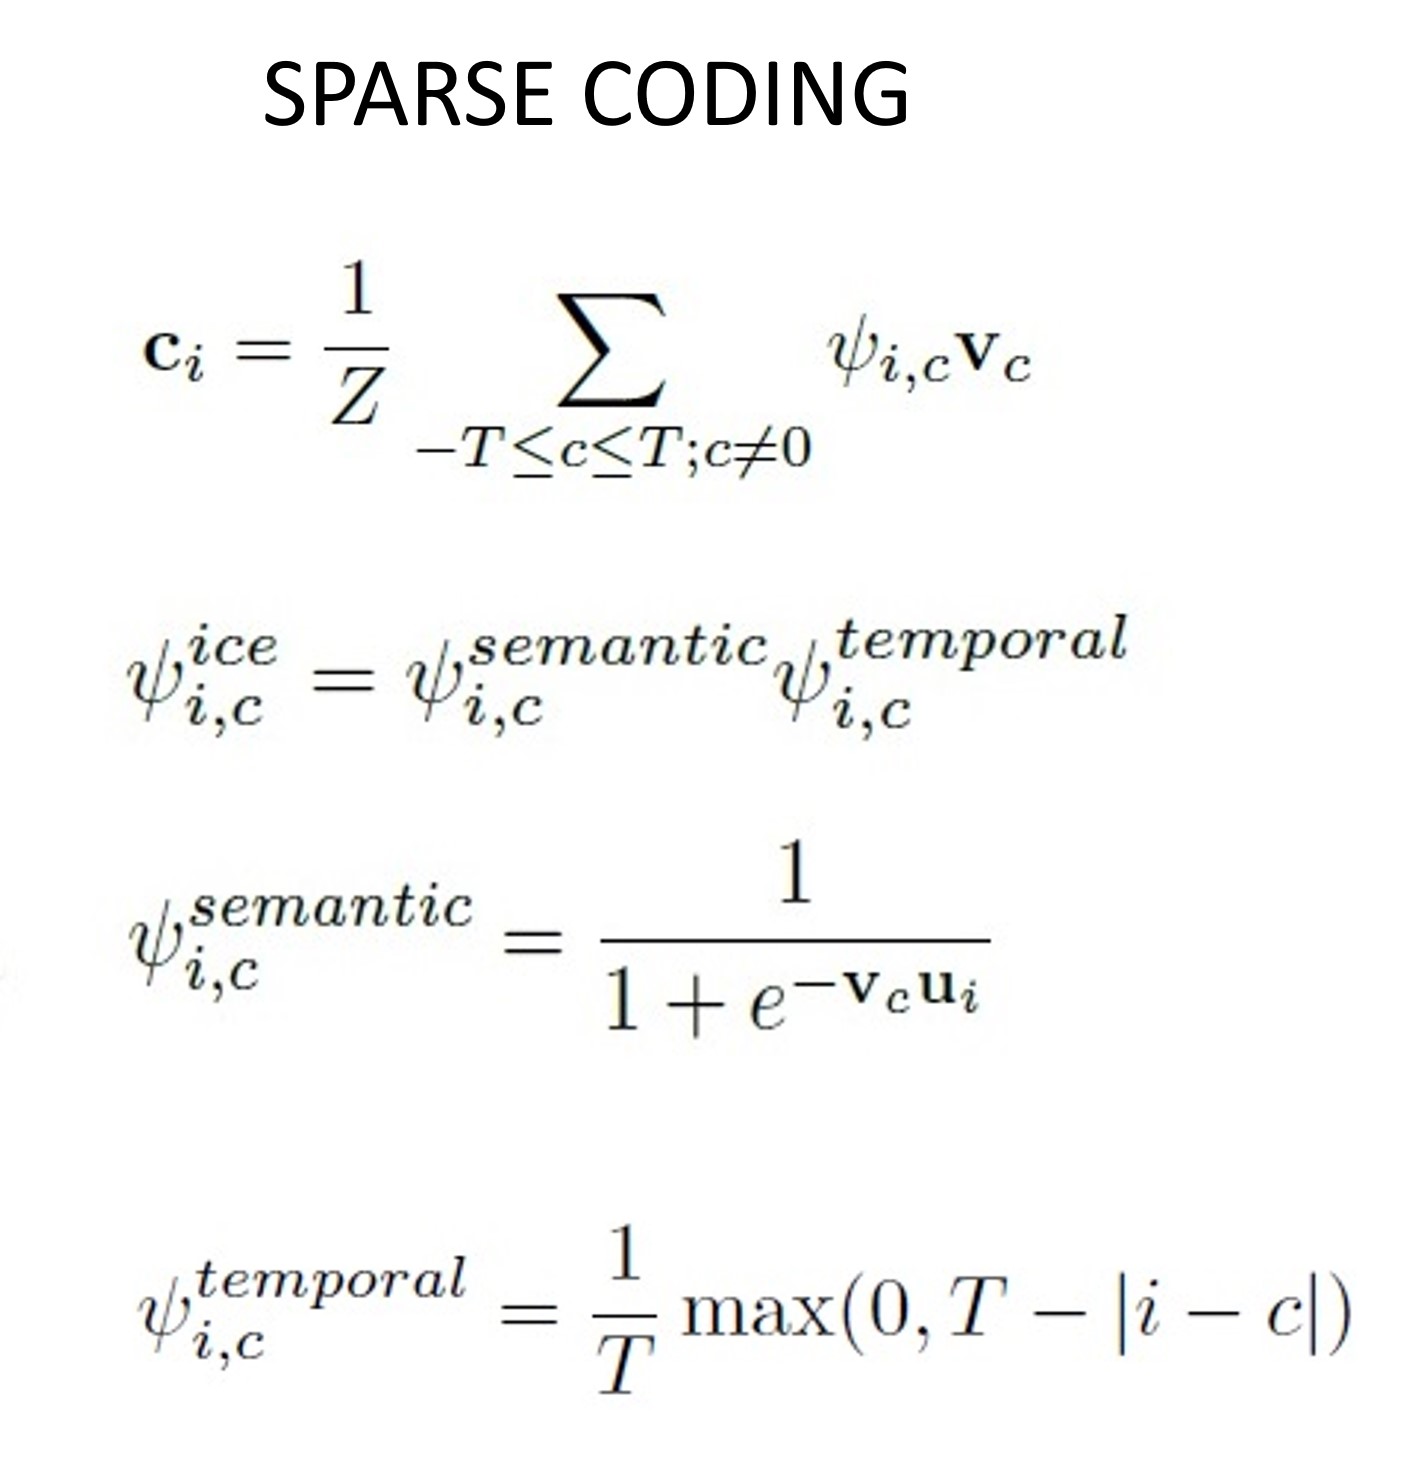 SPARSE CODING
$\mathbf{c}_i = \frac{1}{Z} \sum_{-T \leq c \leq T; c \neq 0} \psi_{i,c} \mathbf{v}_c$
$\psi_{i,c}^{ice} = \psi_{i,c}^{semantic} \psi_{i,c}^{temporal}$
$\psi_{i,c}^{semantic} = \frac{1}{1 + e^{-\mathbf{v}_c \mathbf{u}_i}}$
$\psi_{i,c}^{temporal} = \frac{1}{T} \max(0, T - |i - c|)$